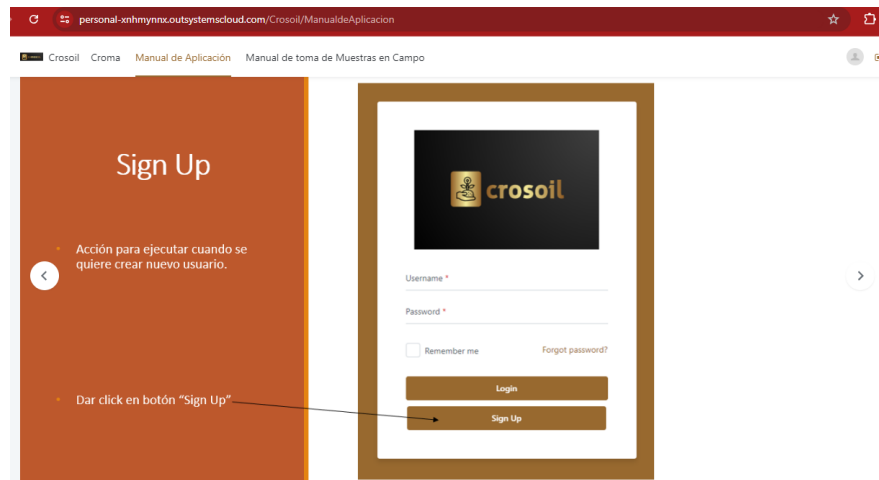 personal-xnhmynnx.outsystemscloud.com/Crosoil/ManualdeAplicacion
Crosoil Croma Manual de Aplicación Manual de toma de Muestras en Campo
Sign Up
• Acción para ejecutar cuando se
quiere crear nuevo usuario.
• Dar click en botón “Sign Up”
crosoil
Username *
Password *
Remember me Forgot password?
Login
Sign Up